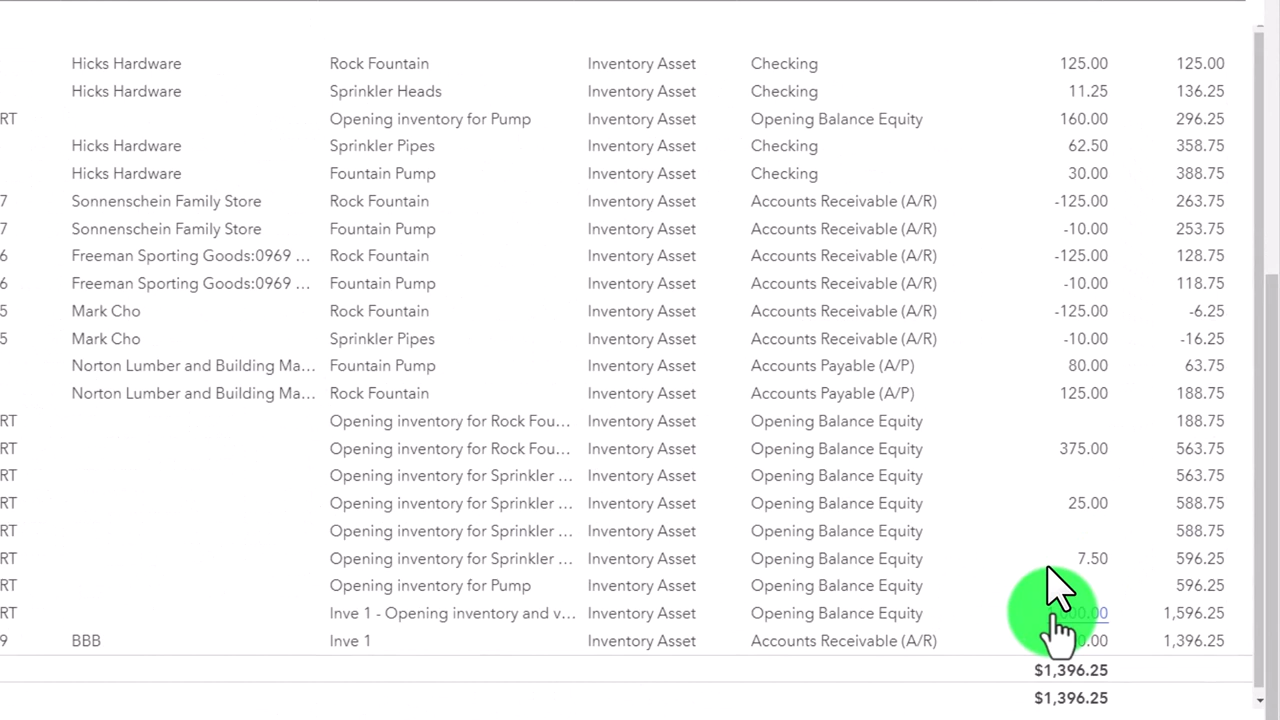 Hicks Hardware Rock Fountain Inventory Asset Checking 125.00 125.00
Hicks Hardware Sprinkler Heads Inventory Asset Checking 11.25 136.25
RT Opening inventory for Pump Inventory Asset Opening Balance Equity 160.00 296.25
Hicks Hardware Sprinkler Pipes Inventory Asset Checking 62.50 358.75
Hicks Hardware Fountain Pump Inventory Asset Checking 30.00 388.75
7 Sonnenschein Family Store Rock Fountain Inventory Asset Accounts Receivable (A/R) -125.00 263.75
7 Sonnenschein Family Store Fountain Pump Inventory Asset Accounts Receivable (A/R) -10.00 253.75
6 Freeman Sporting Goods:0969 ... Rock Fountain Inventory Asset Accounts Receivable (A/R) -125.00 128.75
6 Freeman Sporting Goods:0969 ... Fountain Pump Inventory Asset Accounts Receivable (A/R) -10.00 118.75
5 Mark Cho Rock Fountain Inventory Asset Accounts Receivable (A/R) -125.00 -6.25
5 Mark Cho Sprinkler Pipes Inventory Asset Accounts Receivable (A/R) -10.00 -16.25
Norton Lumber and Building Ma... Fountain Pump Inventory Asset Accounts Payable (A/P) 80.00 63.75
Norton Lumber and Building Ma... Rock Fountain Inventory Asset Accounts Payable (A/P) 125.00 188.75
RT Opening inventory for Rock Fou... Inventory Asset Opening Balance Equity 188.75
RT Opening inventory for Rock Fou... Inventory Asset Opening Balance Equity 375.00 563.75
RT Opening inventory for Sprinkler ... Inventory Asset Opening Balance Equity 563.75
RT Opening inventory for Sprinkler ... Inventory Asset Opening Balance Equity 25.00 588.75
RT Opening inventory for Sprinkler ... Inventory Asset Opening Balance Equity 588.75
RT Opening inventory for Sprinkler ... Inventory Asset Opening Balance Equity 7.50 596.25
RT Opening inventory for Pump Inventory Asset Opening Balance Equity 596.25
RT Inve 1 - Opening inventory and v... Inventory Asset Opening Balance Equity 1,596.25
9 BBB Inve 1 Inventory Asset Accounts Receivable (A/R) 1,396.25
$1,396.25
$1,396.25